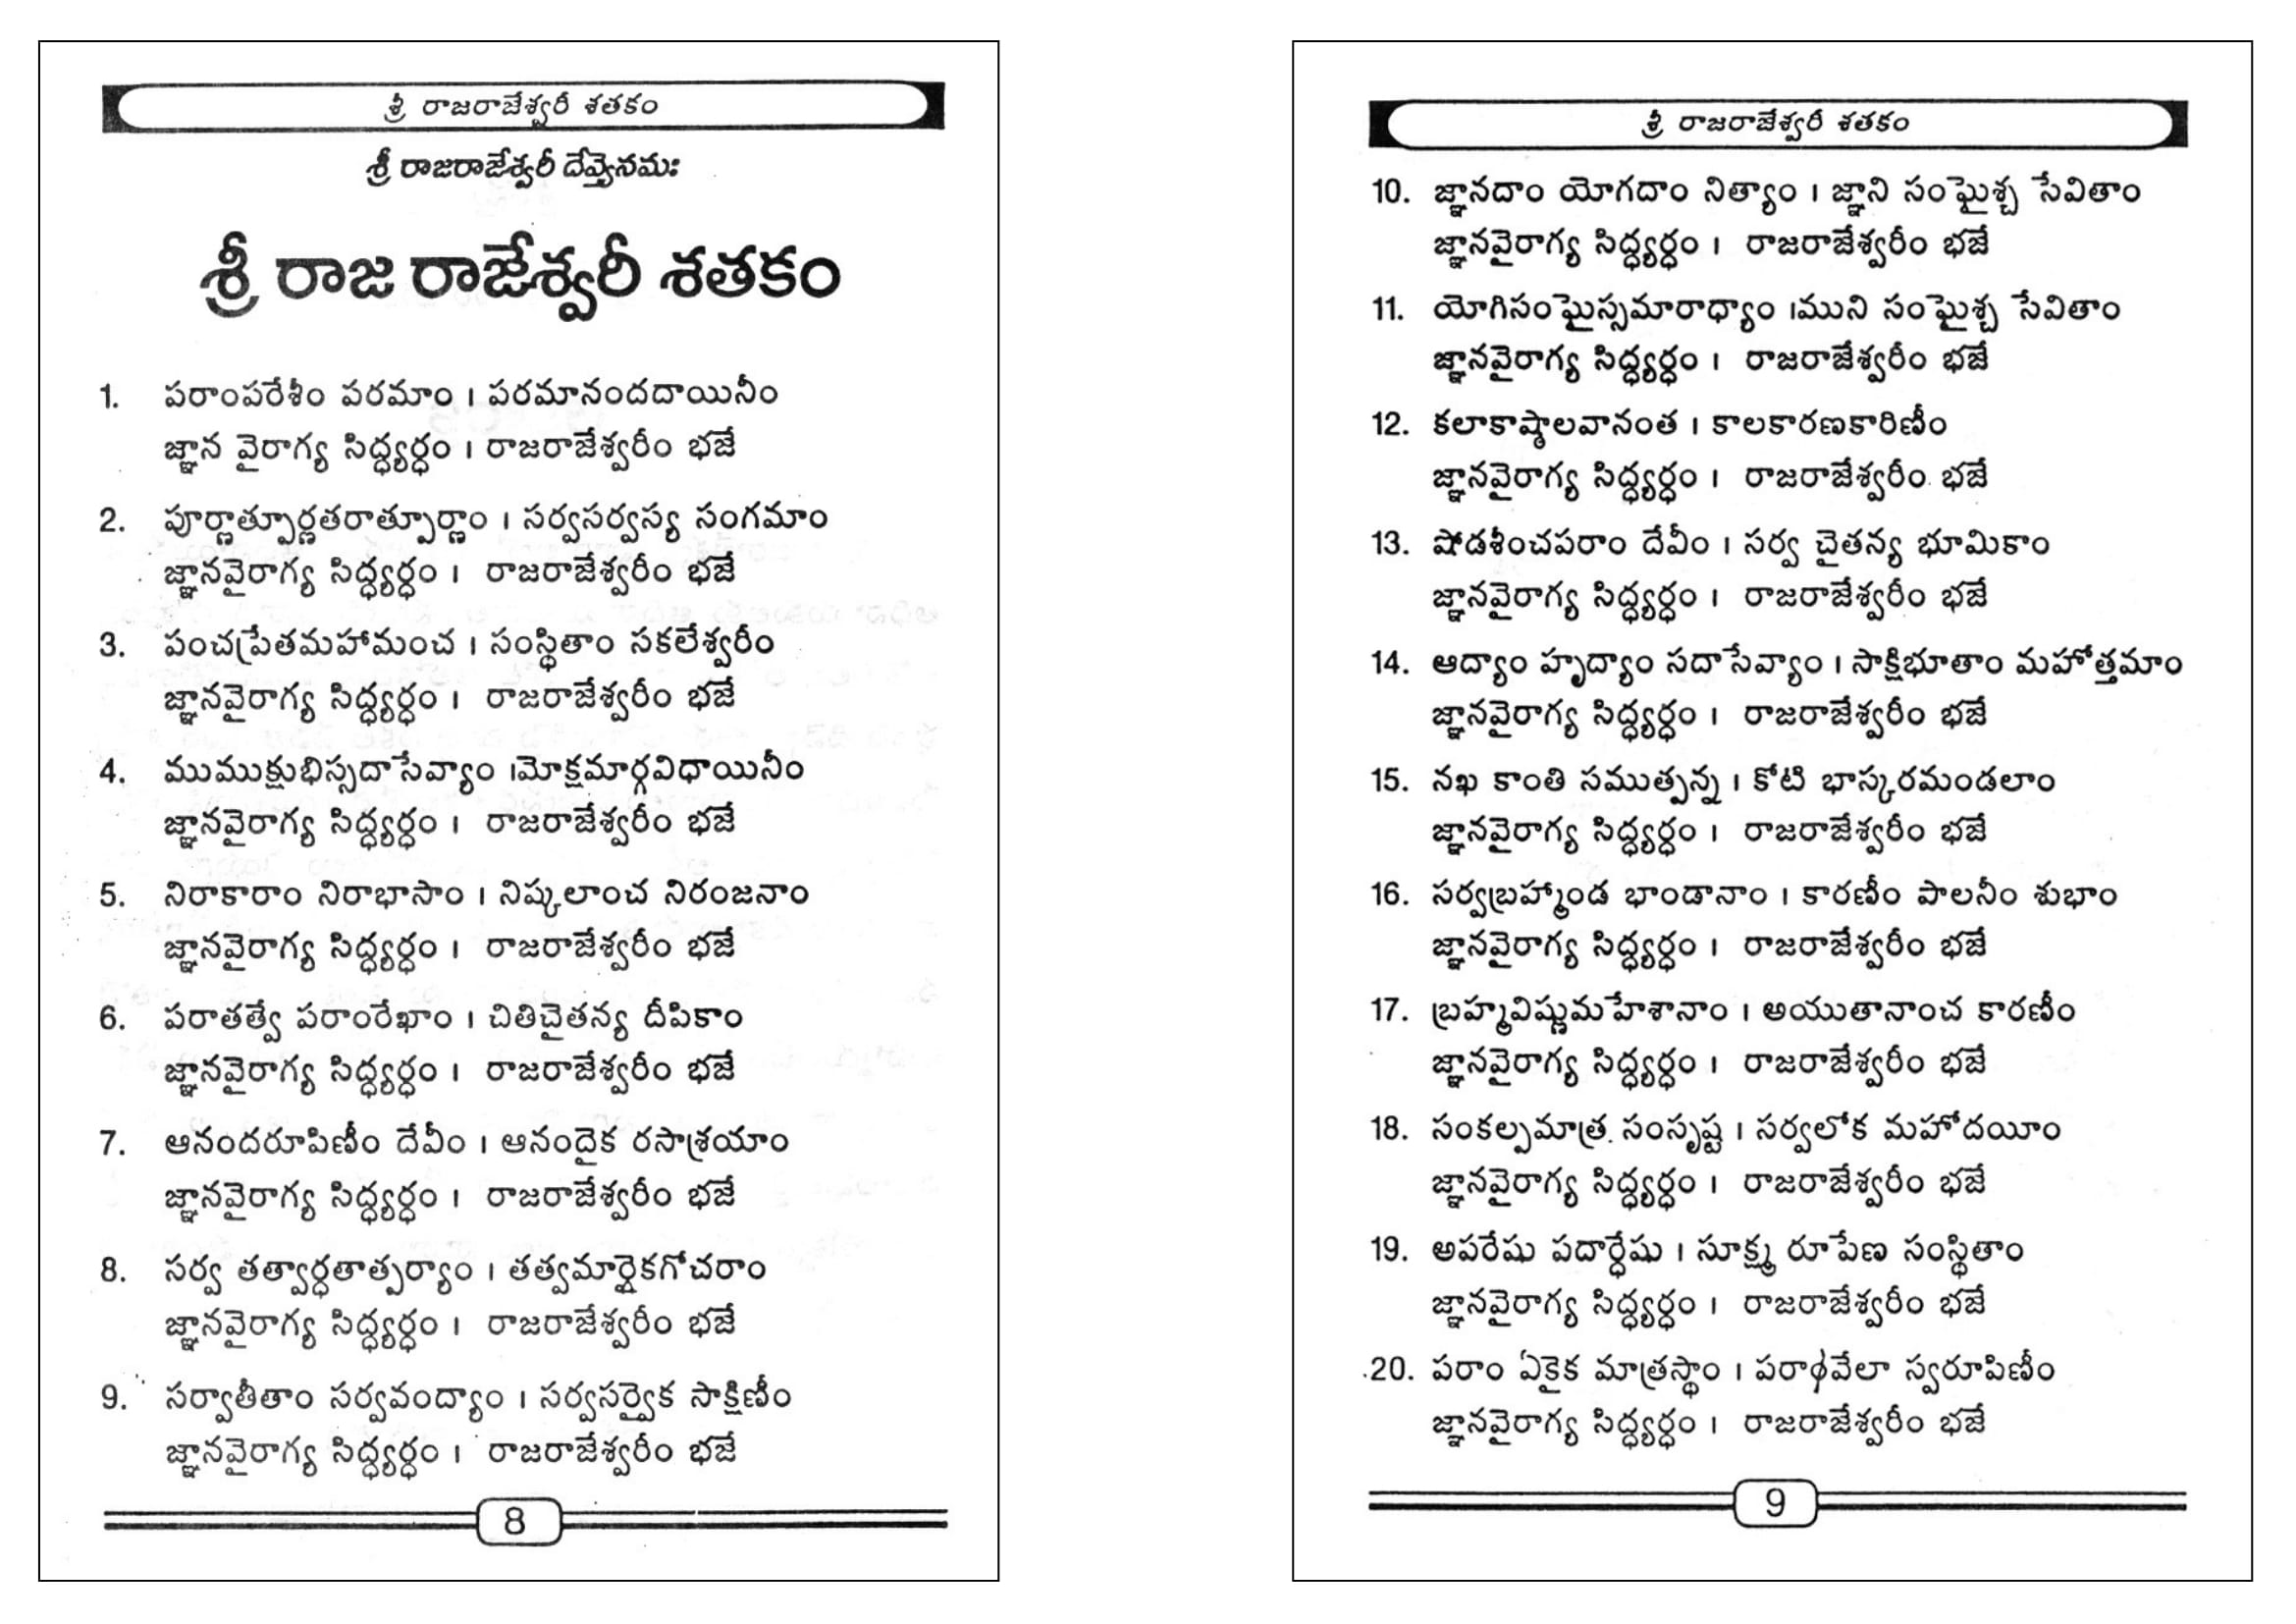 శ్రీ రాజరాజేశ్వరీ శతకం
శ్రీ రాజరాజేశ్వరీ దేవ్యైనమః
శ్రీ రాజ రాజేశ్వరీ శతకం
1. పరాంపరేశీం పరమాం । పరమానందదాయినీం
జ్ఞాన వైరాగ్య సిద్ధ్యర్ధం । రాజరాజేశ్వరీం భజే
2. పూర్ణాత్పూర్ణతరాత్పూర్ణాం । సర్వసర్వస్య సంగమాం
జ్ఞానవైరాగ్య సిద్ధ్యర్ధం । రాజరాజేశ్వరీం భజే
3. పంచప్రేతమహామంచ । సంస్థితాం సకలేశ్వరీం
జ్ఞానవైరాగ్య సిద్ధ్యర్ధం । రాజరాజేశ్వరీం భజే
4. ముముక్షుభిస్సదాసేవ్యాం ।మోక్షమార్గవిధాయినీం
జ్ఞానవైరాగ్య సిద్ధ్యర్ధం । రాజరాజేశ్వరీం భజే
5. నిరాకారాం నిరాభాసాం । నిష్కలాంచ నిరంజనాం
జ్ఞానవైరాగ్య సిద్ధ్యర్ధం । రాజరాజేశ్వరీం భజే
6. పరాతత్వే పరాంరేఖాం । చితిచైతన్య దీపికాం
జ్ఞానవైరాగ్య సిద్ధ్యర్ధం । రాజరాజేశ్వరీం భజే
7. ఆనందరూపిణీం దేవీం । ఆనందైక రసాశ్రయాం
జ్ఞానవైరాగ్య సిద్ధ్యర్ధం । రాజరాజేశ్వరీం భజే
8. సర్వ తత్వార్ధతాత్పర్యాం । తత్వమార్గైకగోచరాం
జ్ఞానవైరాగ్య సిద్ధ్యర్ధం । రాజరాజేశ్వరీం భజే
9. సర్వాతీతాం సర్వవంద్యాం । సర్వసర్వైక సాక్షిణీం
జ్ఞానవైరాగ్య సిద్ధ్యర్ధం । రాజరాజేశ్వరీం భజే
8
శ్రీ రాజరాజేశ్వరీ శతకం
10. జ్ఞానదాం యోగదాం నిత్యాం । జ్ఞాని సంఘైశ్చ సేవితాం
జ్ఞానవైరాగ్య సిద్ధ్యర్ధం । రాజరాజేశ్వరీం భజే
11. యోగిసంఘైస్సమారాధ్యాం ।ముని సంఘైశ్చ సేవితాం
జ్ఞానవైరాగ్య సిద్ధ్యర్ధం । రాజరాజేశ్వరీం భజే
12. కలాకాష్ఠాలవానంత । కాలకారణకారిణీం
జ్ఞానవైరాగ్య సిద్ధ్యర్ధం । రాజరాజేశ్వరీం భజే
13. షోడశీంచపరాం దేవీం । సర్వ చైతన్య భూమికాం
జ్ఞానవైరాగ్య సిద్ధ్యర్ధం । రాజరాజేశ్వరీం భజే
14. ఆద్యాం హృద్యాం సదాసేవ్యాం । సాక్షిభూతాం మహోత్తమాం
జ్ఞానవైరాగ్య సిద్ధ్యర్ధం । రాజరాజేశ్వరీం భజే
15. నఖ కాంతి సముత్పన్న । కోటి భాస్కరమండలాం
జ్ఞానవైరాగ్య సిద్ధ్యర్ధం । రాజరాజేశ్వరీం భజే
16. సర్వబ్రహ్మాండ భాండానాం । కారణీం పాలనీం శుభాం
జ్ఞానవైరాగ్య సిద్ధ్యర్ధం । రాజరాజేశ్వరీం భజే
17. బ్రహ్మవిష్ణుమహేశానాం । అయుతానాంచ కారణీం
జ్ఞానవైరాగ్య సిద్ధ్యర్ధం । రాజరాజేశ్వరీం భజే
18. సంకల్పమాత్ర సంసృష్ట । సర్వలోక మహోదయీం
జ్ఞానవైరాగ్య సిద్ధ్యర్ధం । రాజరాజేశ్వరీం భజే
19. అపరేషు పదార్ధేషు । సూక్ష్మ రూపేణ సంస్థితాం
జ్ఞానవైరాగ్య సిద్ధ్యర్ధం । రాజరాజేశ్వరీం భజే
20. పరాం ఏకైక మాత్రస్థాం । స్వరూపిణీం
జ్ఞానవైరాగ్య సిద్ధ్యర్ధం । రాజరాజేశ్వరీం భజే
9